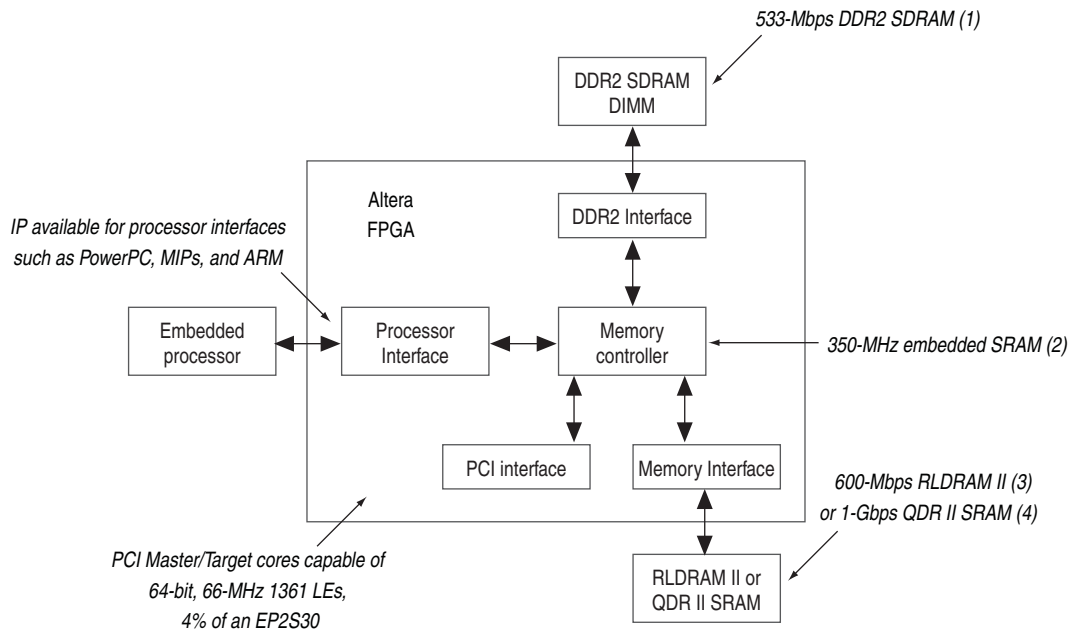 533-Mbps DDR2 SDRAM (1)
DDR2 SDRAM
DIMM
Altera
FPGA
DDR2 Interface
IP available for processor interfaces
such as PowerPC, MIPs, and ARM
Embedded
processor
Processor
Interface
Memory
controller
350-MHz embedded SRAM (2)
PCI interface
Memory Interface
600-Mbps RLDRAM II (3)
or 1-Gbps QDR II SRAM (4)
PCI Master/Target cores capable of
64-bit, 66-MHz 1361 LEs,
4% of an EP2S30
RLDRAM II or
QDR II SRAM